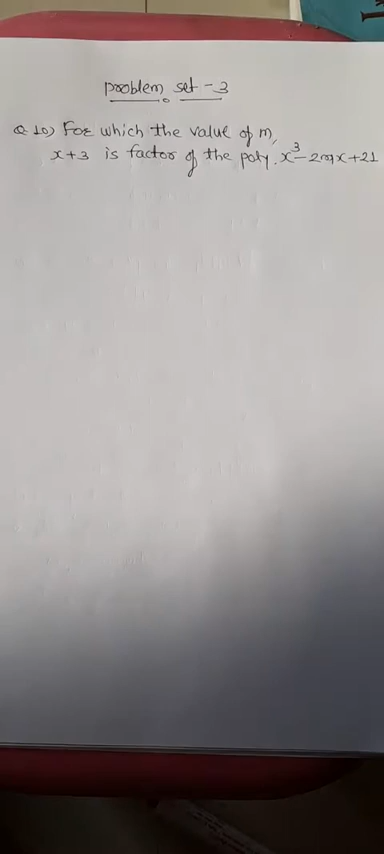 problem set - 3
Q. 10) For which the value of m,
x+3 is factor of the poly. x³-2mx+21